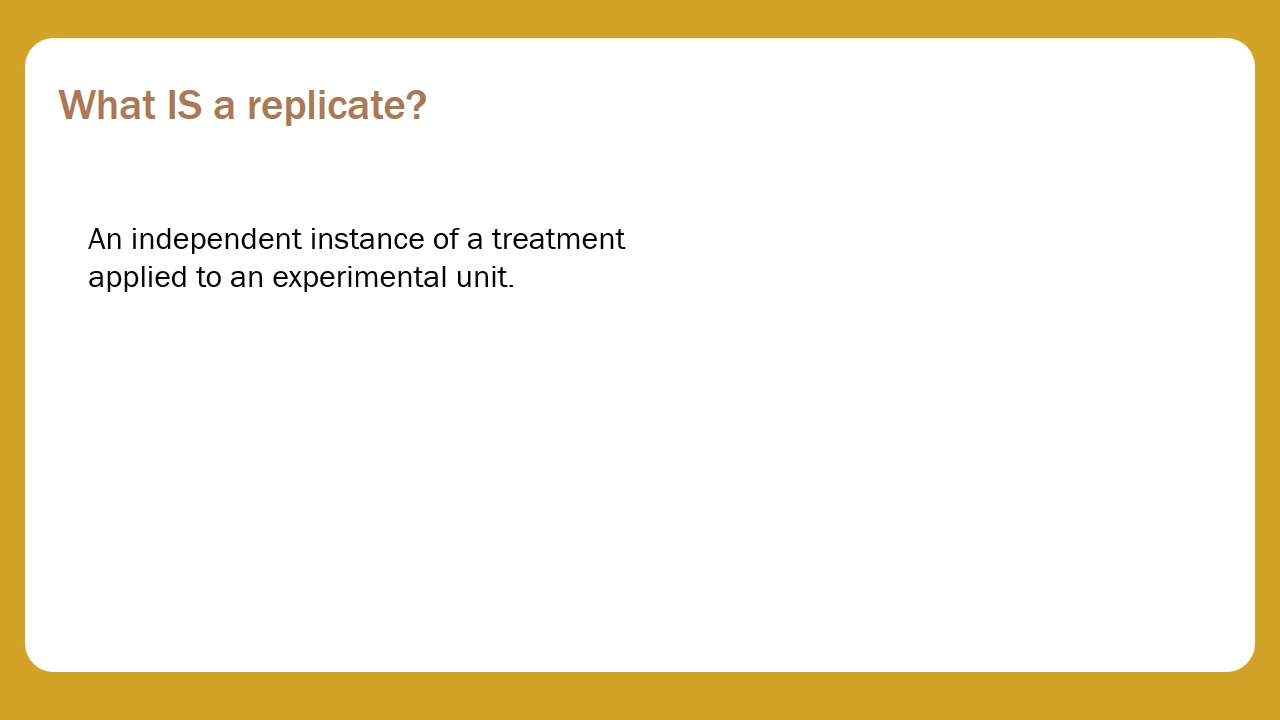 What IS a replicate?
An independent instance of a treatment
applied to an experimental unit.